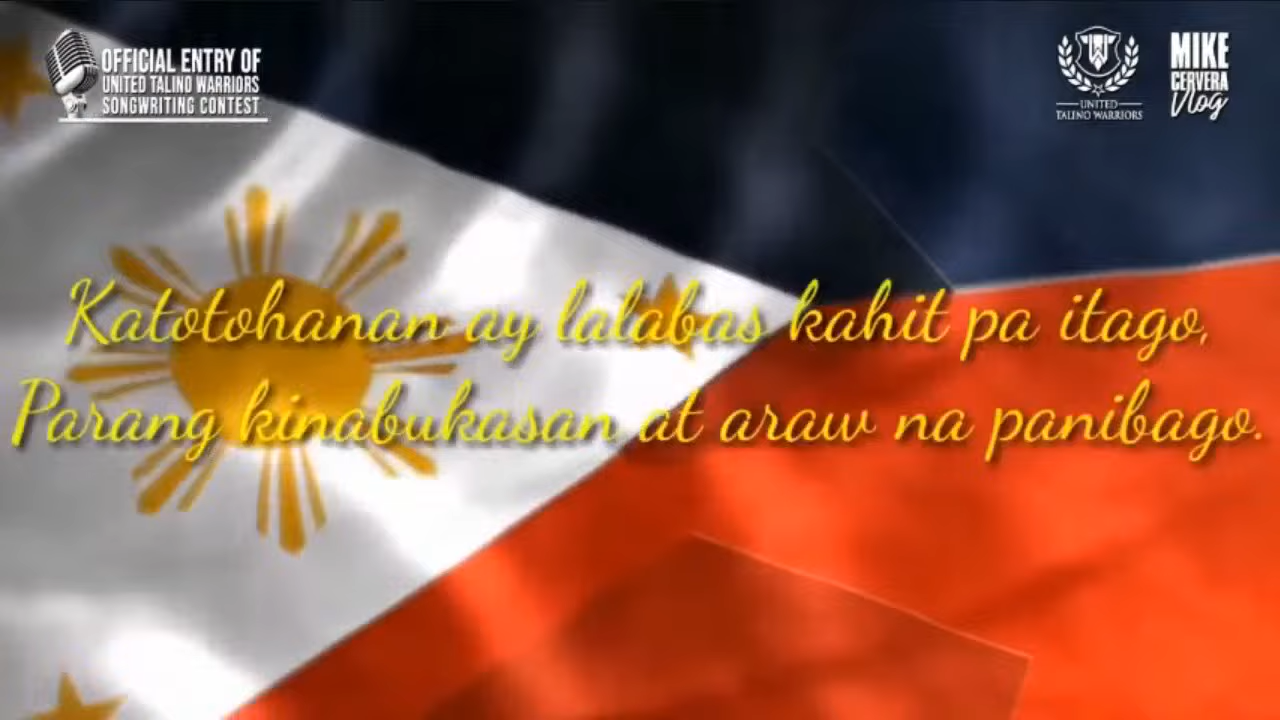 OFFICIAL ENTRY OF
UNITED TALINO WARRIORS
SONGWRITING CONTEST
UNITED
TALINO WARRIORS
MIKE
CERVERA
Vlog
Katotohanan ay lalabas kahit pa itago,
Parang kinabukasan at araw na panibago.